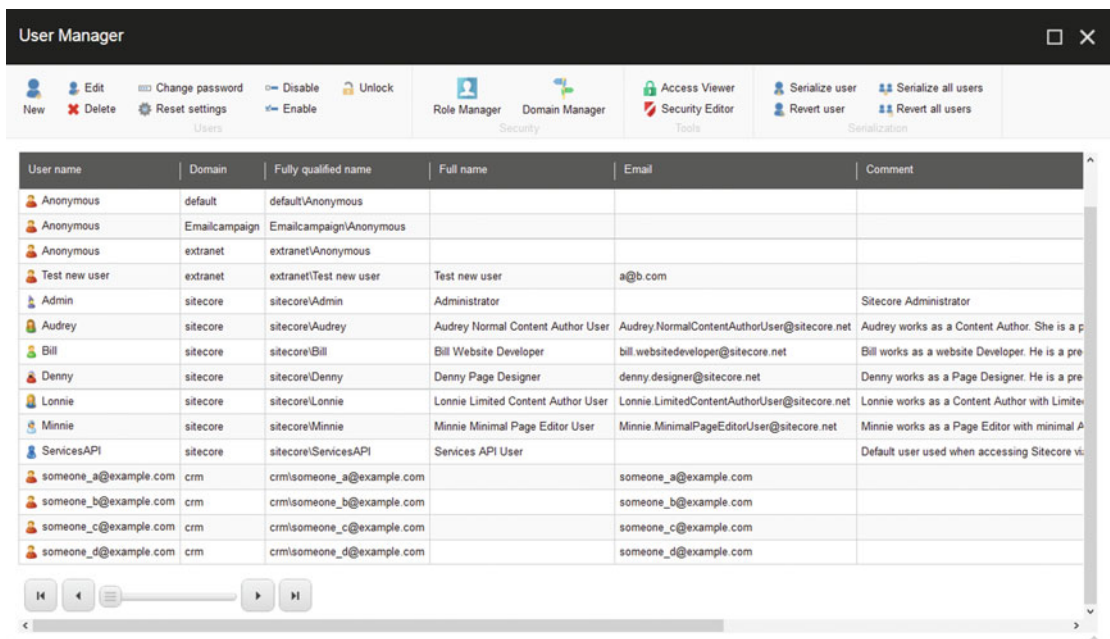 User Manager
New Edit Change password Disable Unlock
Delete Reset settings Enable
Users
Role Manager Domain Manager
Security
Access Viewer
Security Editor
Tools
Serialize user Serialize all users
Revert user Revert all users
Serialization
User name Domain Fully qualified name Full name Email Comment
Anonymous default default\Anonymous
Anonymous Emailcampaign Emailcampaign\Anonymous
Anonymous extranet extranet\Anonymous
Test new user extranet extranet\Test new user Test new user a@b.com
Admin sitecore sitecore\Admin Administrator Sitecore Administrator
Audrey sitecore sitecore\Audrey Audrey Normal Content Author User Audrey.NormalContentAuthorUser@sitecore.net Audrey works as a Content Author. She is a p
Bill sitecore sitecore\Bill Bill Website Developer bill.websitedeveloper@sitecore.net Bill works as a website Developer. He is a pre
Denny sitecore sitecore\Denny Denny Page Designer denny.designer@sitecore.net Denny works as a Page Designer. He is a pre
Lonnie sitecore sitecore\Lonnie Lonnie Limited Content Author User Lonnie.LimitedContentAuthorUser@sitecore.net Lonnie works as a Content Author with Limite
Minnie sitecore sitecore\Minnie Minnie Minimal Page Editor User Minnie.MinimalPageEditorUser@sitecore.net Minnie works as a Page Editor with minimal A
ServicesAPI sitecore sitecore\ServicesAPI Services API User Default user used when accessing Sitecore vi
someone_a@example.com crm crm\someone_a@example.com someone_a@example.com
someone_b@example.com crm crm\someone_b@example.com someone_b@example.com
someone_c@example.com crm crm\someone_c@example.com someone_c@example.com
someone_d@example.com crm crm\someone_d@example.com someone_d@example.com